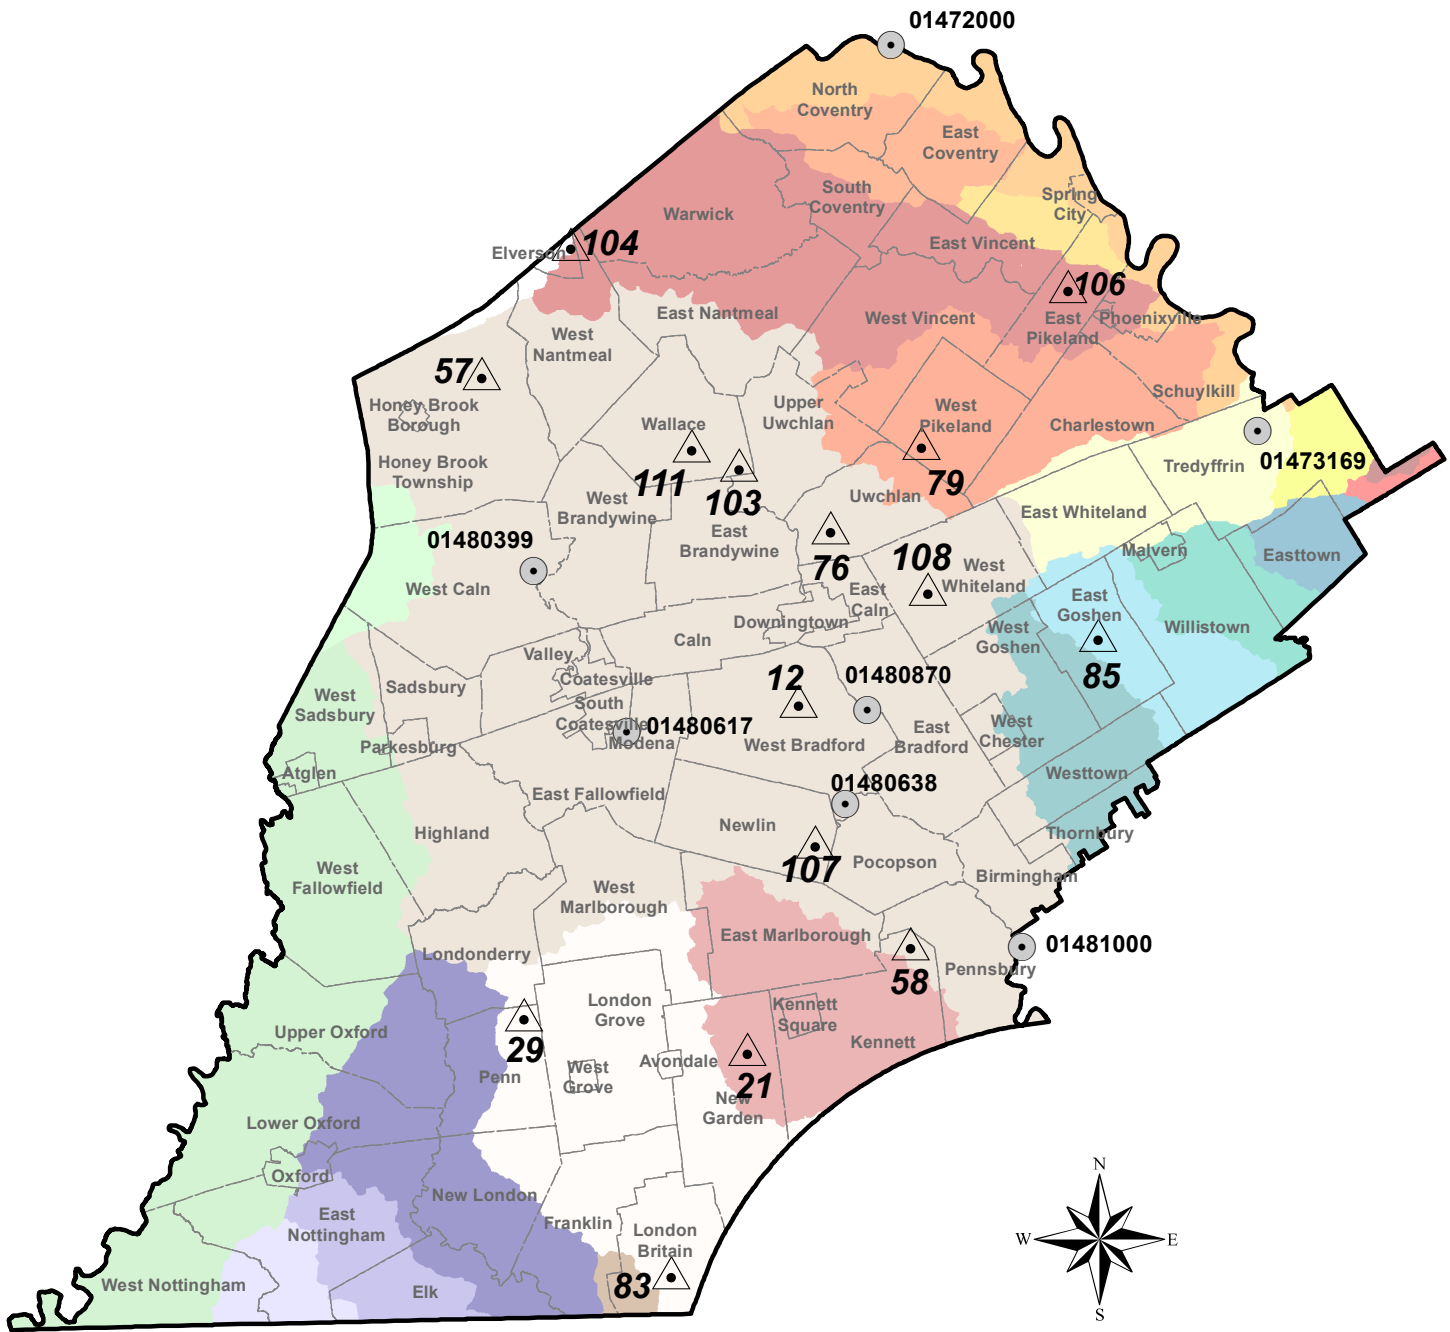 01472000
North
Coventry
East
Coventry
South
Coventry
Spring
City
Warwick
East Vincent
Elverson
104
106
East Nantmeal
West Vincent
East
Pikeland
Phoenixville
West
Nantmeal
57
Schuylkill
Honey Brook
Borough
Upper
Uwchlan
West
Pikeland
Wallace
Charlestown
Honey Brook
Township
111
103
79
Tredyffrin
01473169
West
Brandywine
Uwchlan
East Whiteland
01480399
East
Brandywine
76
108
Malvern
Easttown
West Caln
West
Whiteland
East
Caln
East
Goshen
Downingtown
West
Goshen
Willistown
Caln
Valley
Coatesville
85
West
Sadsbury
Sadsbury
12
01480870
South
Coatesville
01480617
Modena
West Bradford
East
Bradford
West
Chester
Parkesburg
Atglen
Westtown
01480638
East Fallowfield
Newlin
Highland
Thornbury
107
Pocopson
West
Fallowfield
Birmingham
West
Marlborough
East Marlborough
01481000
Londonderry
58
Pennsbury
London
Grove
Kennett
Square
Upper Oxford
Kennett
29
Avondale
Penn
West
Grove
21
New
Garden
Lower Oxford
Oxford
New London
East
Nottingham
Franklin
London
Britain
West Nottingham
Elk
83
N
W
E
S